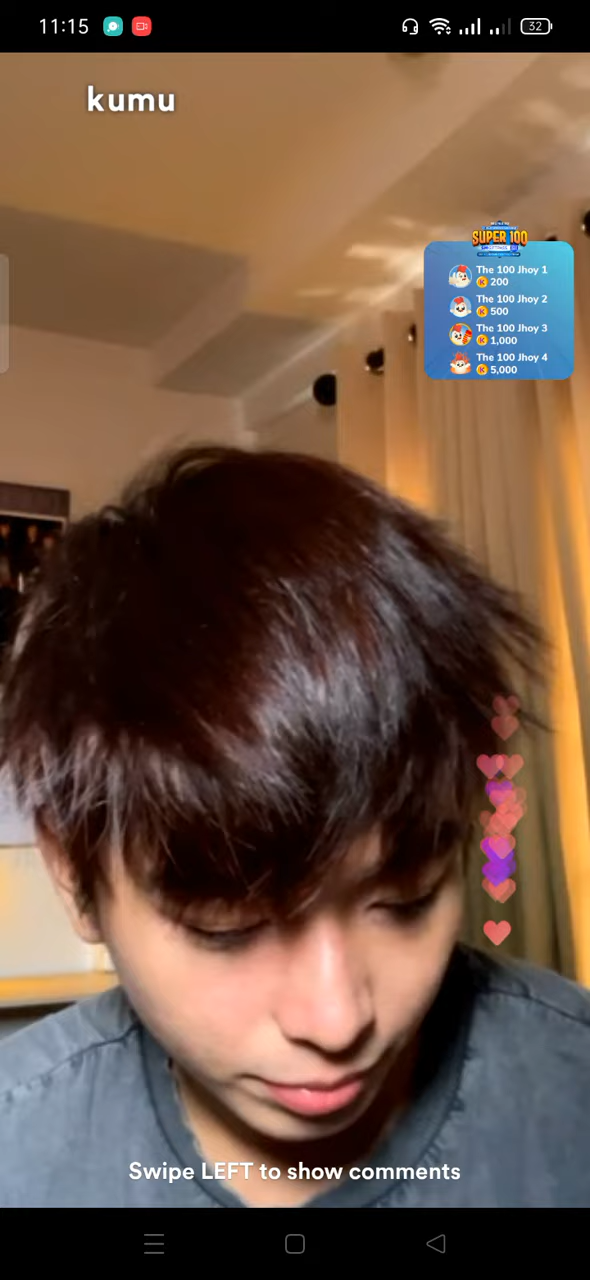 11:15
32
kumu
SUPER 100
The 100 Jhoy 1
200
The 100 Jhoy 2
500
The 100 Jhoy 3
1,000
The 100 Jhoy 4
5,000
Swipe LEFT to show comments